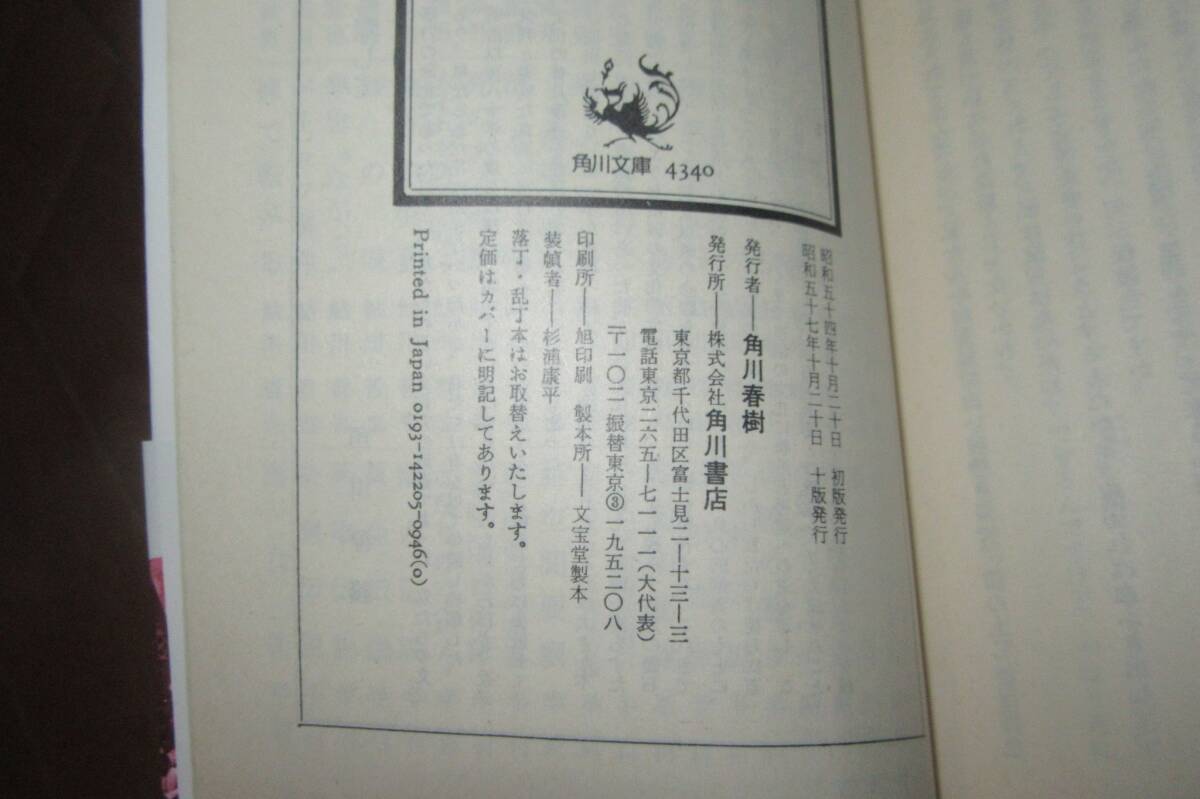 角川文庫 4340
昭和五十四年十月二十日 初版発行
昭和五十七年十月二十日 十版発行
発行者──角川春樹
発行所──株式会社角川書店
東京都千代田区富士見二―十三―三
電話東京二六五―七一一一(大代表)
〒一〇二 振替東京③一九五二〇八
印刷所──旭印刷 製本所──文宝堂製本
装幀者──杉浦康平
落丁・乱丁本はお取替えいたします。
定価はカバーに明記してあります。
Printed in Japan 0193-142205-0946(0)